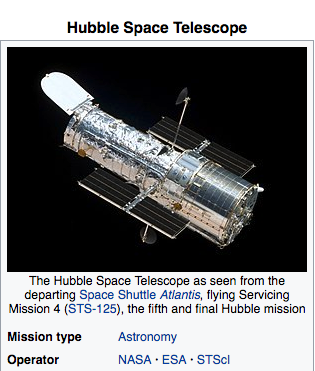 Hubble Space Telescope
The Hubble Space Telescope as seen from the
departing Space Shuttle Atlantis, flying Servicing
Mission 4 (STS-125), the fifth and final Hubble mission
Mission type Astronomy
Operator NASA · ESA · STScI